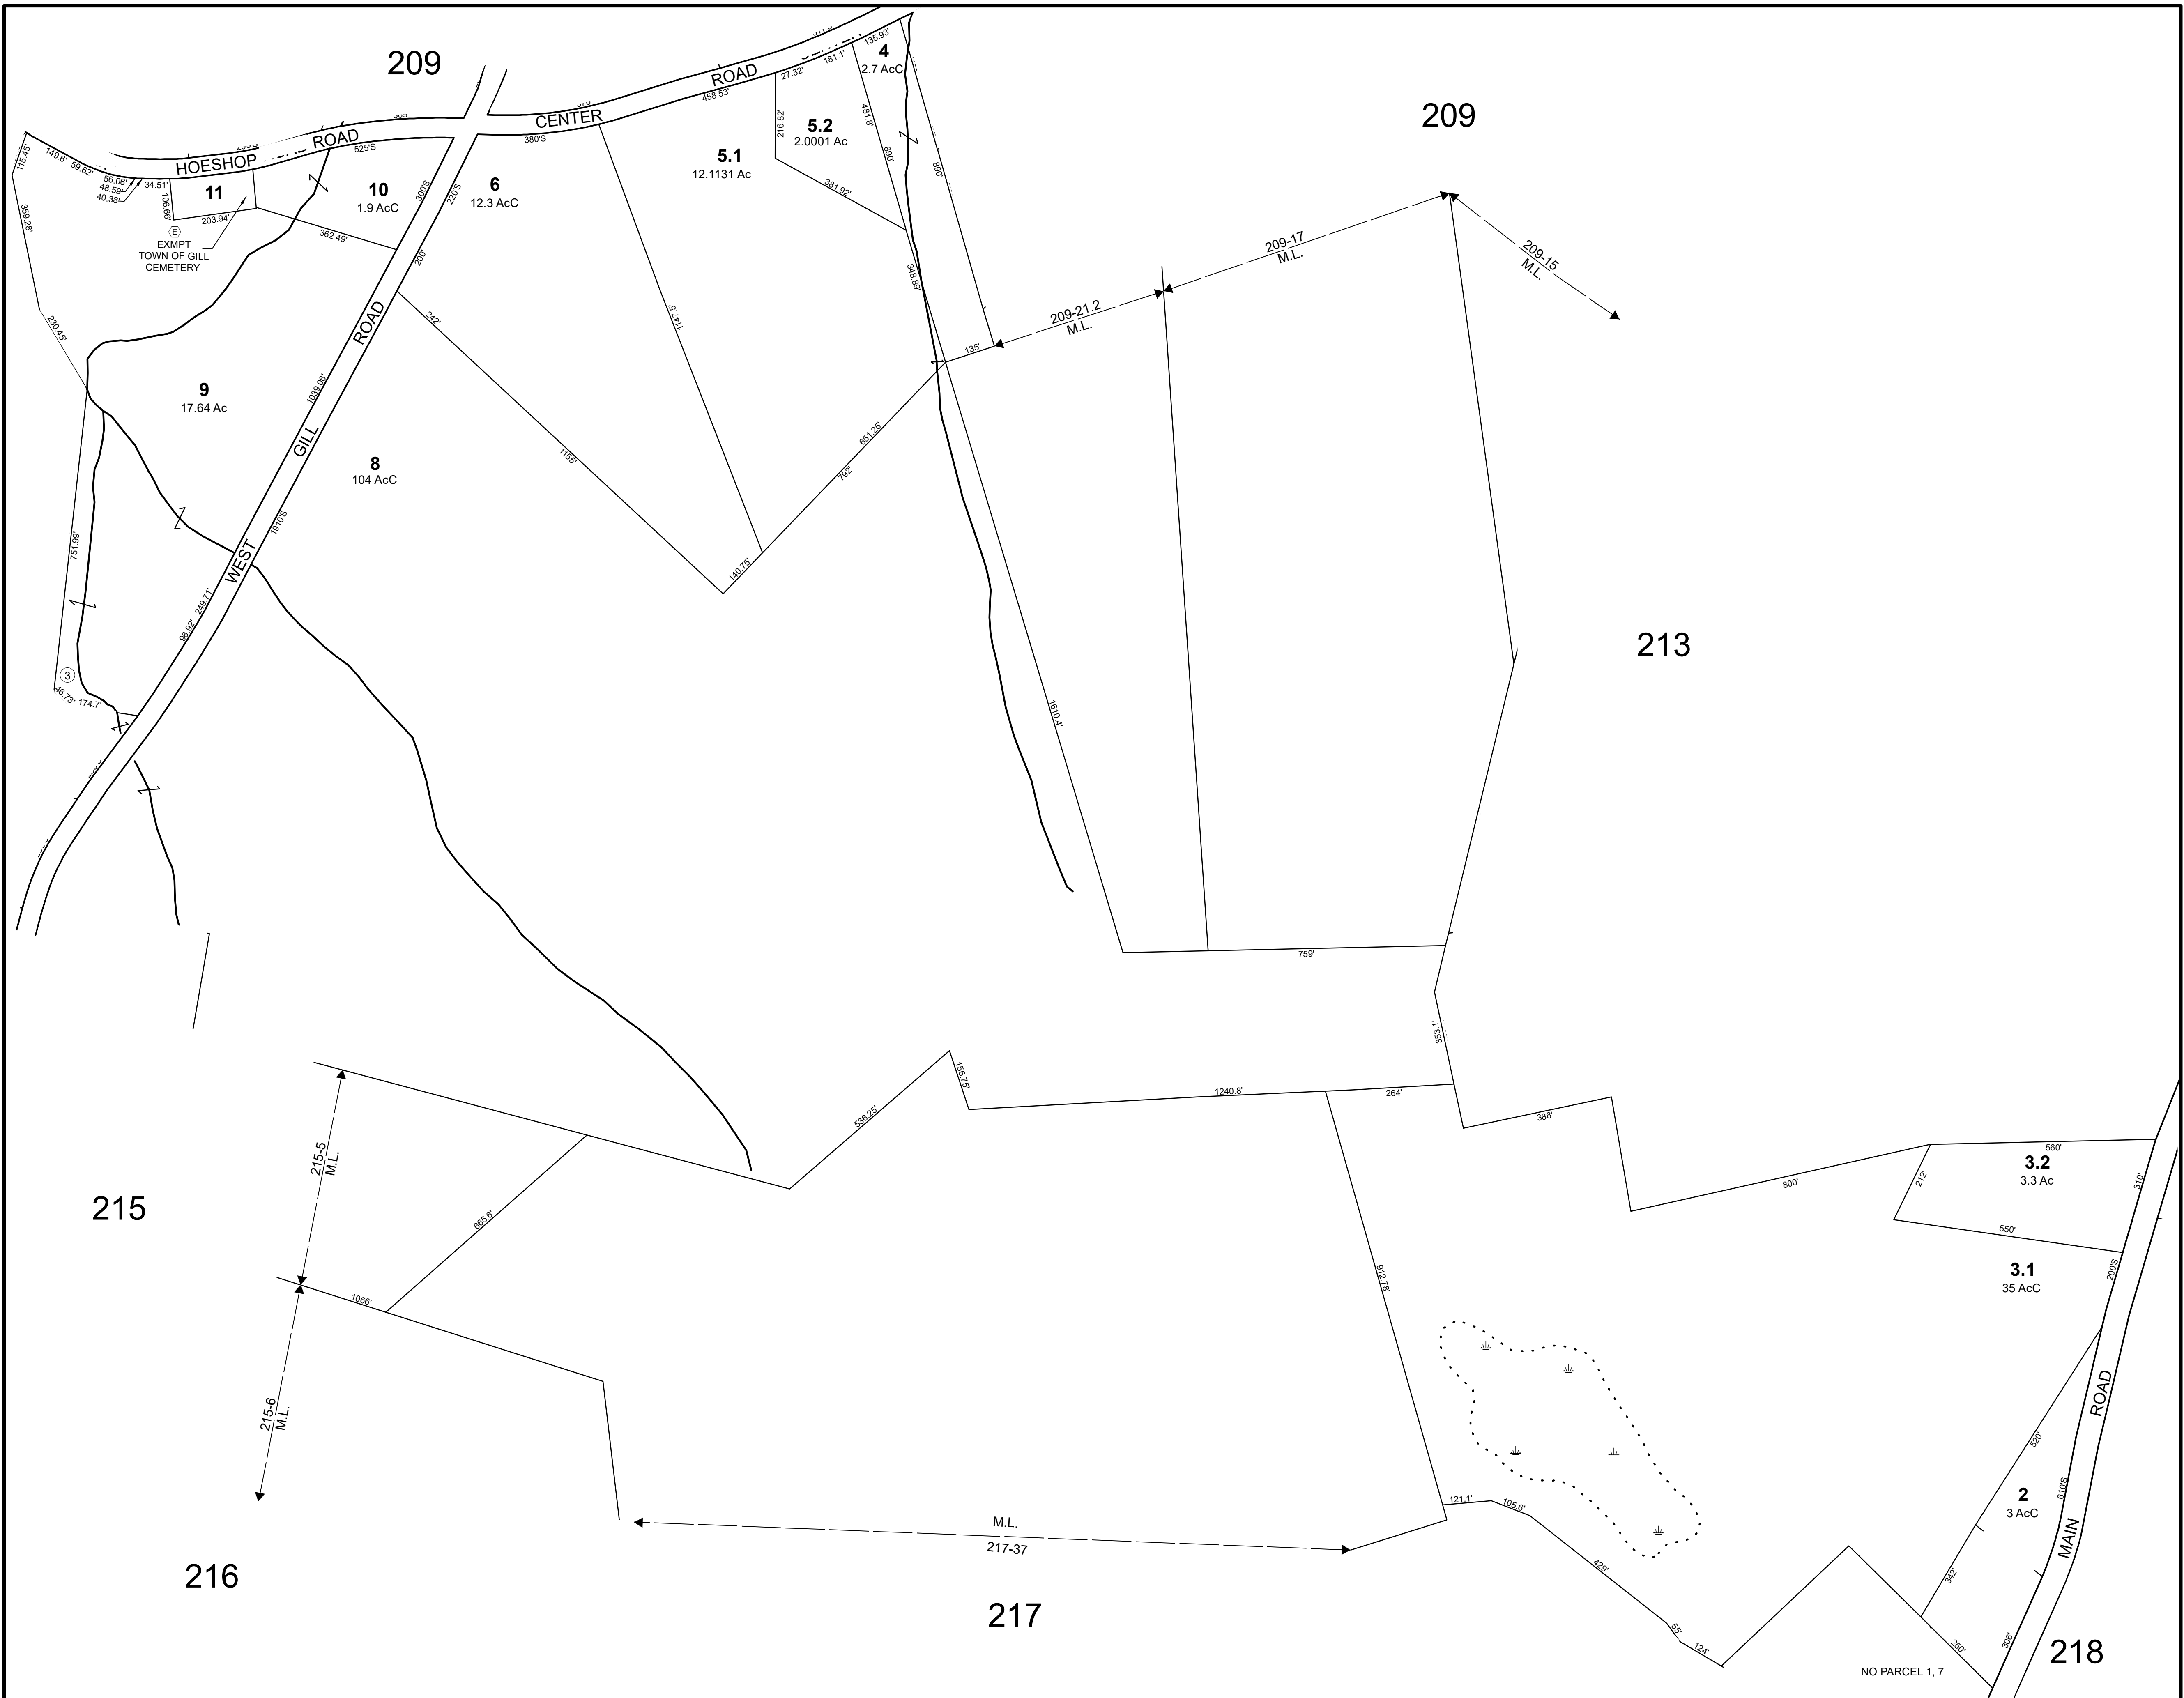 209
209
213
215
216
217
218
HOESHOP ROAD
CENTER ROAD
WEST GILL ROAD
MAIN ROAD
4
2.7 AcC
135.93'
181.1'
27.32'
458.53'
216.82'
481.8'
890'
890'
5.2
2.0001 Ac
381.92'
348.89'
5.1
12.1131 Ac
1147.5'
380'S
6
12.3 AcC
220'S
200'
300'S
525'S
10
1.9 AcC
362.49'
11
203.94'
106.66'
34.51'
56.06'
48.59'
40.38'
59.62'
149.6'
115.45'
359.28'
230.45'
E
EXMPT
TOWN OF GILL
CEMETERY
9
17.64 Ac
1039.06'
249.71'
98.92'
751.99'
3
46.73'
174.7'
8
104 AcC
1910'S
242'
1155'
140.75'
792'
651.25'
135'
209-21.2
M.L.
209-17
M.L.
209-15
M.L.
1610.4'
759'
353.1'
264'
1240.8'
156.75'
536.25'
665.6'
1066'
215-5
M.L.
215-6
M.L.
386'
800'
560'
3.2
3.3 Ac
212'
310'
550'
3.1
35 AcC
200'S
912.78'
520'
2
3 AcC
610'S
342'
306'
250'
121.1'
105.6'
429'
55'
124'
M.L.
217-37
NO PARCEL 1, 7